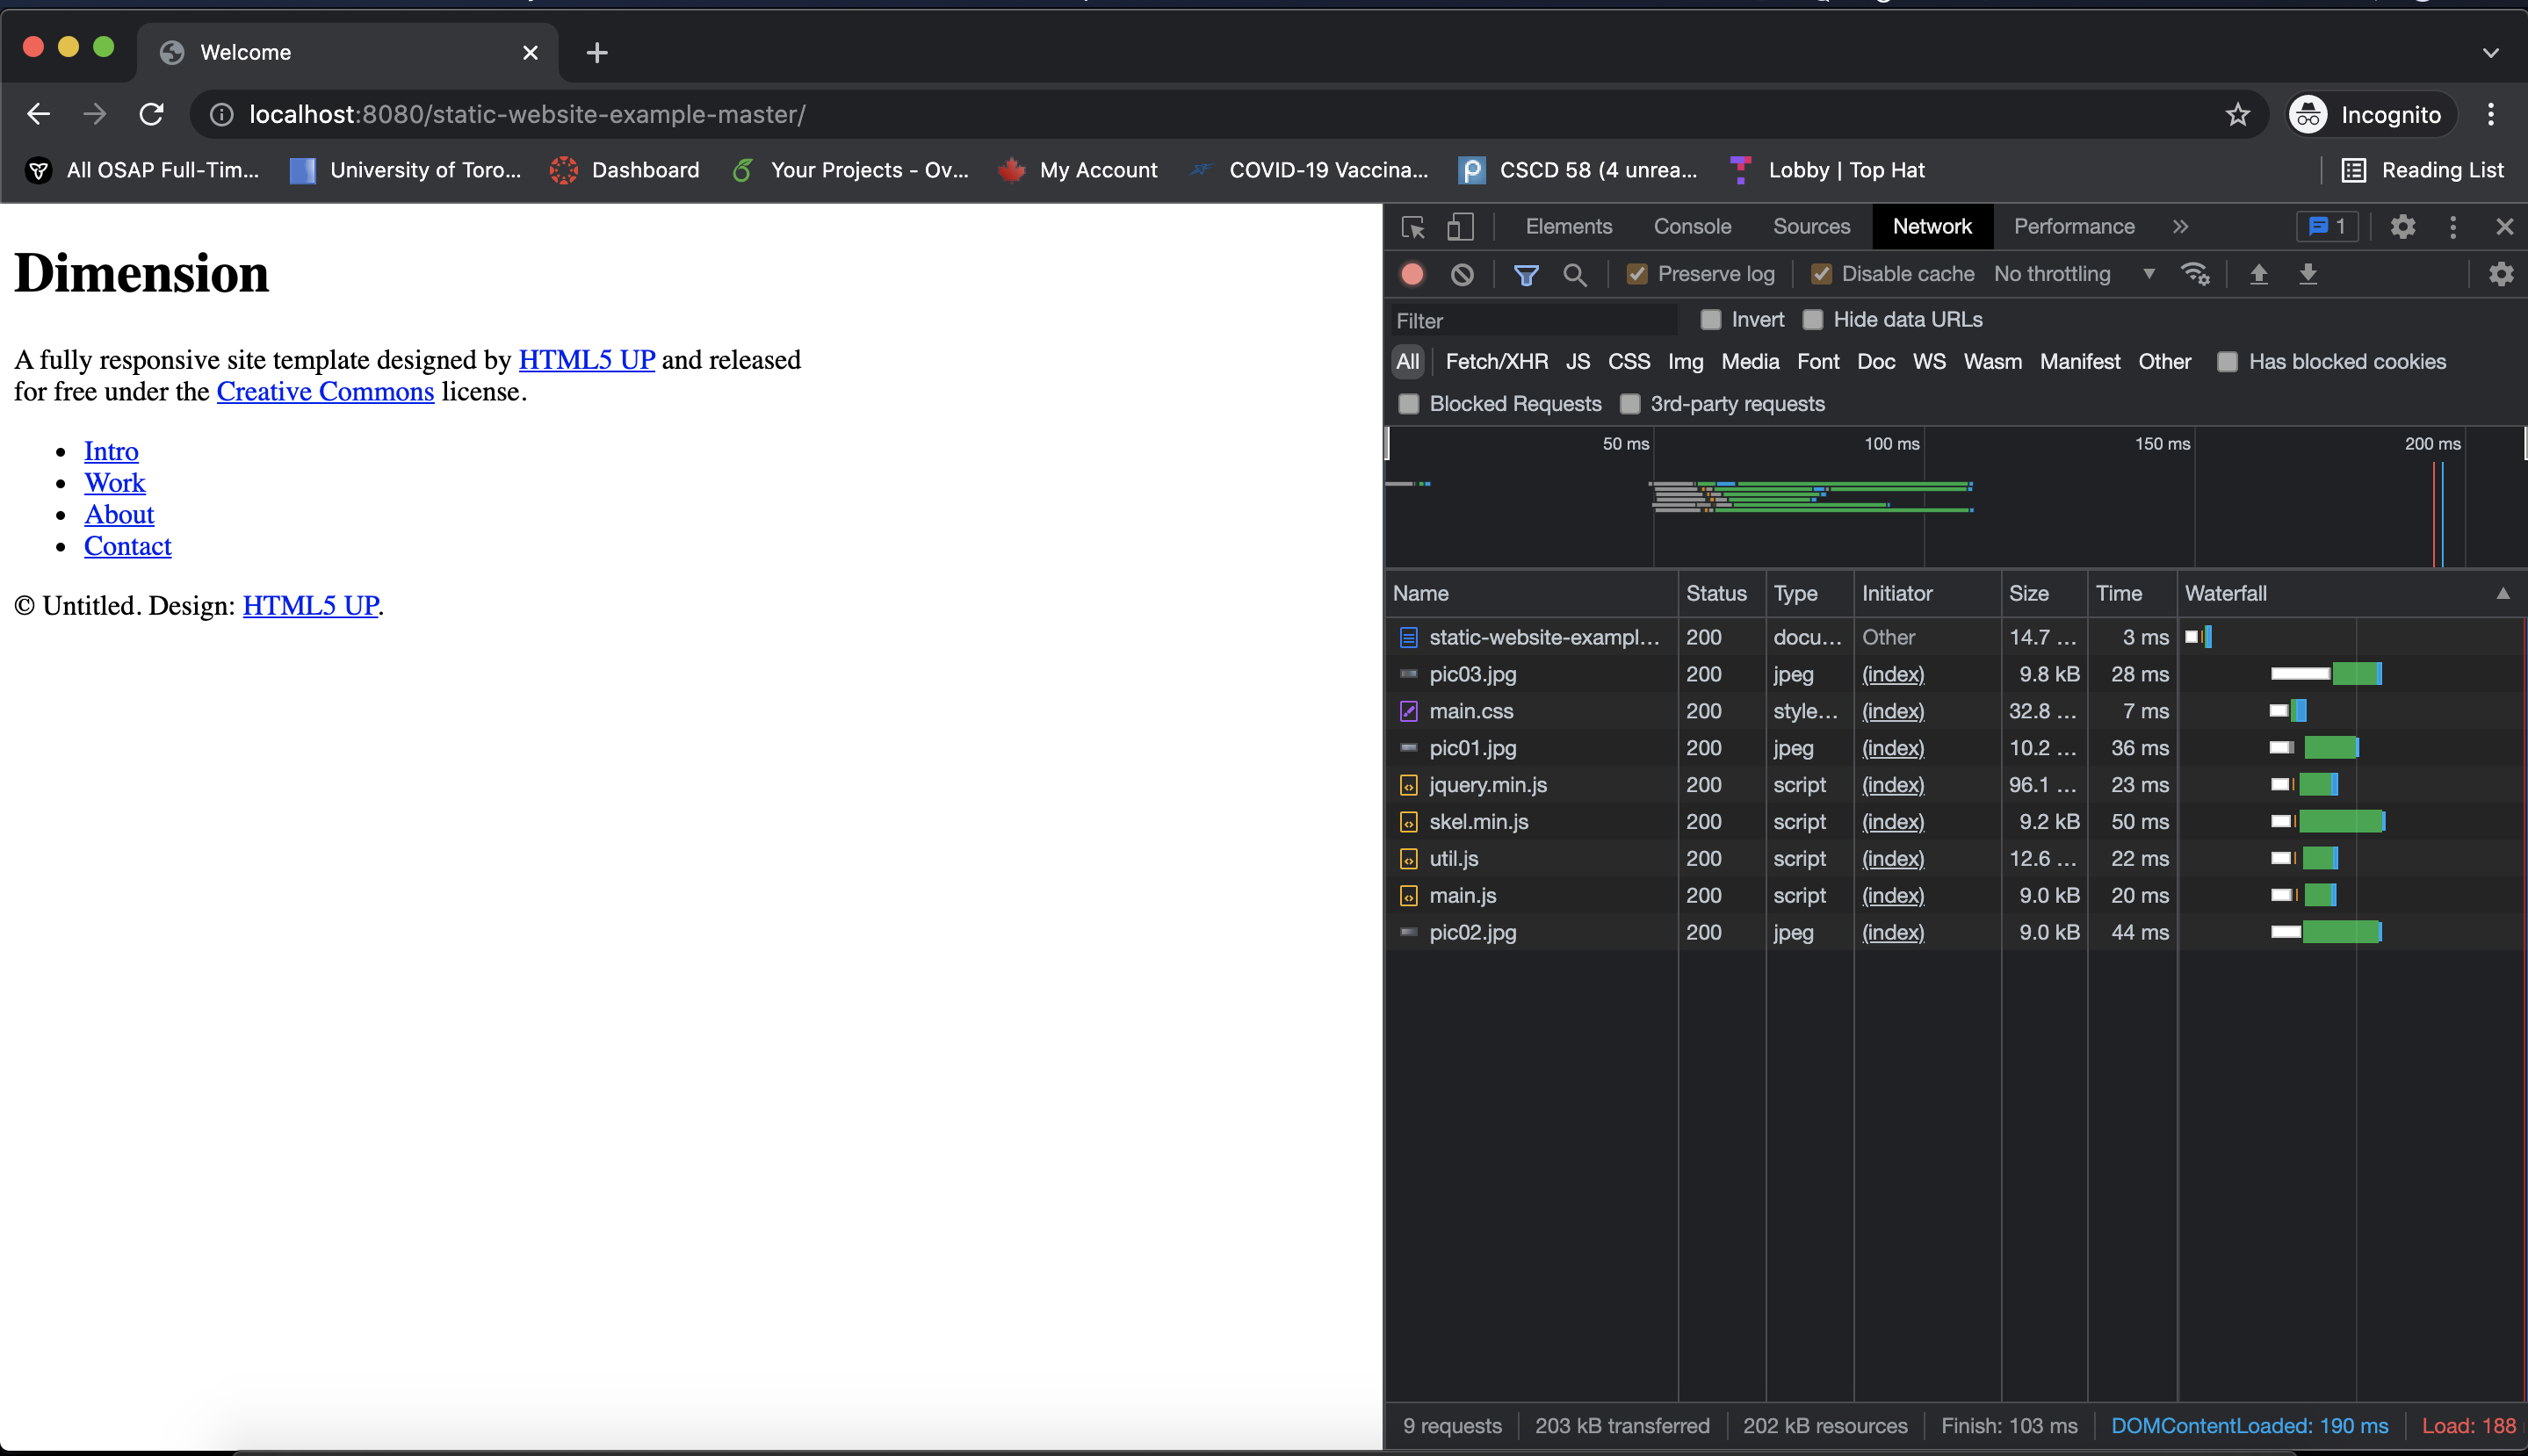 Welcome
localhost:8080/static-website-example-master/
Incognito
All OSAP Full-Tim... University of Toro... Dashboard Your Projects - Ov... My Account COVID-19 Vaccina... CSCD 58 (4 unrea... Lobby | Top Hat Reading List
Dimension
A fully responsive site template designed by HTML5 UP and released
for free under the Creative Commons license.
• Intro
• Work
• About
• Contact
© Untitled. Design: HTML5 UP.
Elements Console Sources Network Performance » 1
Preserve log Disable cache No throttling
Filter Invert Hide data URLs
All Fetch/XHR JS CSS Img Media Font Doc WS Wasm Manifest Other Has blocked cookies
Blocked Requests 3rd-party requests
50 ms 100 ms 150 ms 200 ms
Name Status Type Initiator Size Time Waterfall
static-website-exampl... 200 docu... Other 14.7 ... 3 ms
pic03.jpg 200 jpeg (index) 9.8 kB 28 ms
main.css 200 style... (index) 32.8 ... 7 ms
pic01.jpg 200 jpeg (index) 10.2 ... 36 ms
jquery.min.js 200 script (index) 96.1 ... 23 ms
skel.min.js 200 script (index) 9.2 kB 50 ms
util.js 200 script (index) 12.6 ... 22 ms
main.js 200 script (index) 9.0 kB 20 ms
pic02.jpg 200 jpeg (index) 9.0 kB 44 ms
9 requests 203 kB transferred 202 kB resources Finish: 103 ms DOMContentLoaded: 190 ms Load: 188